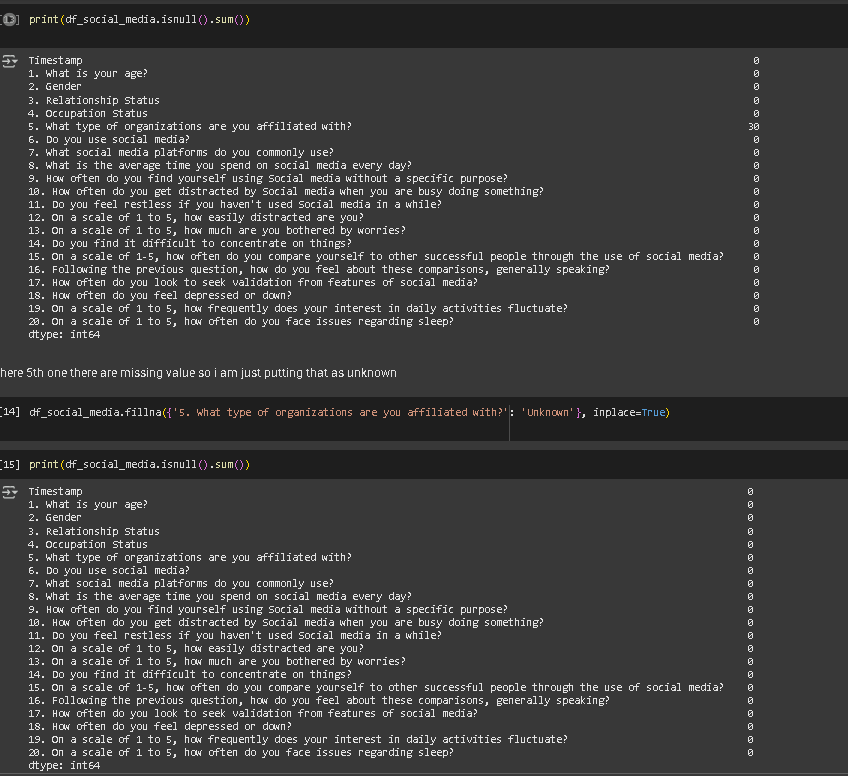 print(df_social_media.isnull().sum())
Timestamp 0
1. What is your age? 0
2. Gender 0
3. Relationship Status 0
4. Occupation Status 0
5. What type of organizations are you affiliated with? 30
6. Do you use social media? 0
7. What social media platforms do you commonly use? 0
8. What is the average time you spend on social media every day? 0
9. How often do you find yourself using Social media without a specific purpose? 0
10. How often do you get distracted by Social media when you are busy doing something? 0
11. Do you feel restless if you haven't used Social media in a while? 0
12. On a scale of 1 to 5, how easily distracted are you? 0
13. On a scale of 1 to 5, how much are you bothered by worries? 0
14. Do you find it difficult to concentrate on things? 0
15. On a scale of 1-5, how often do you compare yourself to other successful people through the use of social media? 0
16. Following the previous question, how do you feel about these comparisons, generally speaking? 0
17. How often do you look to seek validation from features of social media? 0
18. How often do you feel depressed or down? 0
19. On a scale of 1 to 5, how frequently does your interest in daily activities fluctuate? 0
20. On a scale of 1 to 5, how often do you face issues regarding sleep? 0
dtype: int64
here 5th one there are missing value so i am just putting that as unknown
[14] df_social_media.fillna({'5. What type of organizations are you affiliated with?': 'Unknown'}, inplace=True)
[15] print(df_social_media.isnull().sum())
Timestamp 0
1. What is your age? 0
2. Gender 0
3. Relationship Status 0
4. Occupation Status 0
5. What type of organizations are you affiliated with? 0
6. Do you use social media? 0
7. What social media platforms do you commonly use? 0
8. What is the average time you spend on social media every day? 0
9. How often do you find yourself using Social media without a specific purpose? 0
10. How often do you get distracted by Social media when you are busy doing something? 0
11. Do you feel restless if you haven't used Social media in a while? 0
12. On a scale of 1 to 5, how easily distracted are you? 0
13. On a scale of 1 to 5, how much are you bothered by worries? 0
14. Do you find it difficult to concentrate on things? 0
15. On a scale of 1-5, how often do you compare yourself to other successful people through the use of social media? 0
16. Following the previous question, how do you feel about these comparisons, generally speaking? 0
17. How often do you look to seek validation from features of social media? 0
18. How often do you feel depressed or down? 0
19. On a scale of 1 to 5, how frequently does your interest in daily activities fluctuate? 0
20. On a scale of 1 to 5, how often do you face issues regarding sleep? 0
dtype: int64